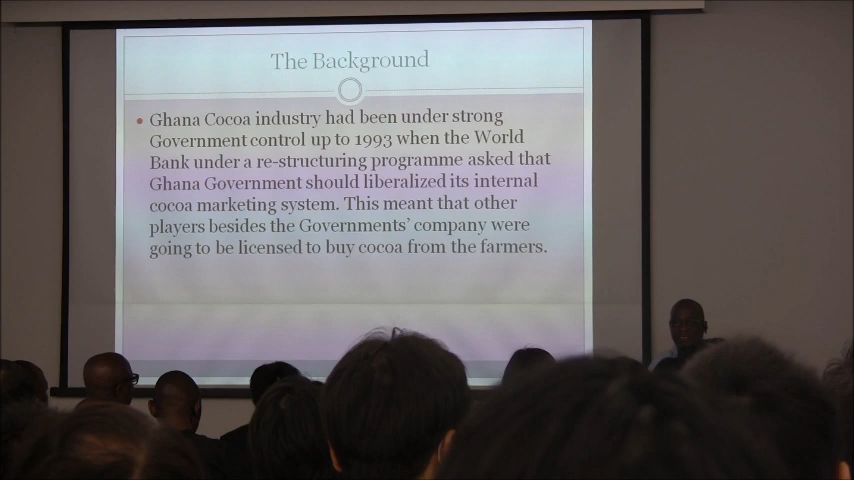 The Background
Ghana Cocoa industry had been under strong
Government control up to 1993 when the World
Bank under a re-structuring programme asked that
Ghana Government should liberalized its internal
cocoa marketing system. This meant that other
players besides the Governments’ company were
going to be licensed to buy cocoa from the farmers.